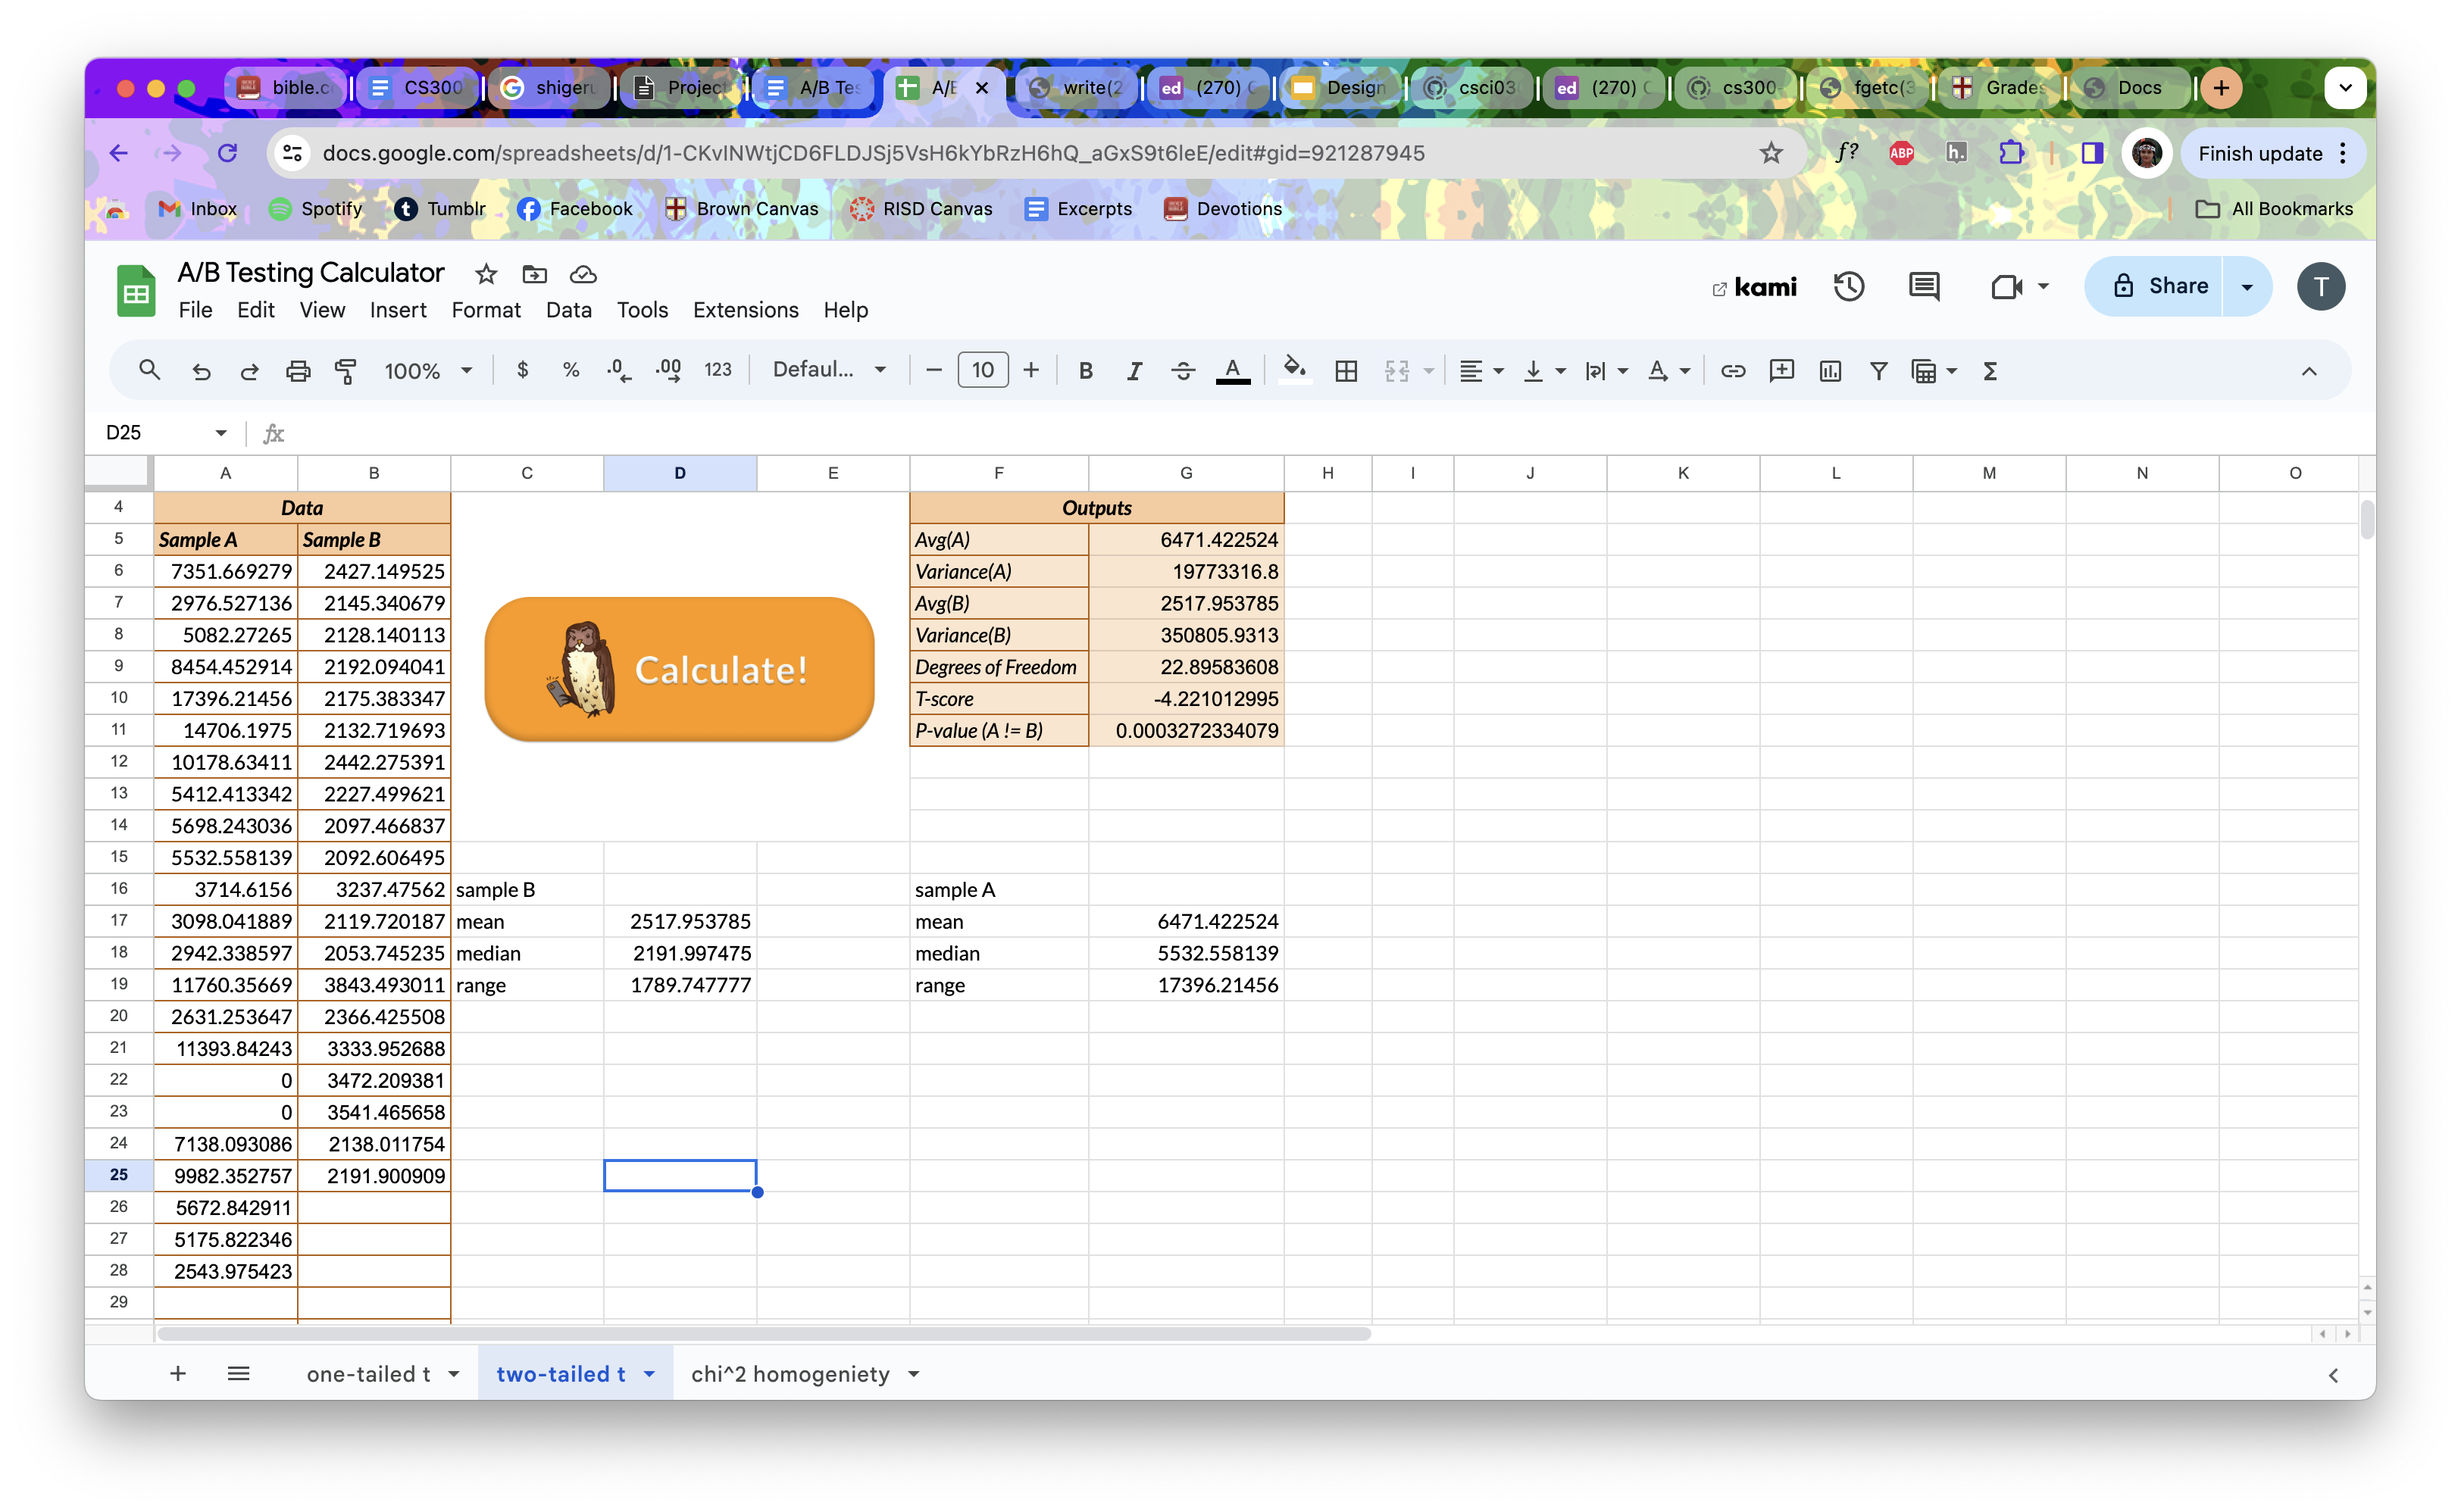 bible.c CS300 shigeru Project A/B Tes A/B write(2 ed (270) C Design csci03 ed (270) C cs300- fgetc(3 Grades Docs
docs.google.com/spreadsheets/d/1-CKvINWtjCD6FLDJSj5VsH6kYbRzH6hQ_aGxS9t6leE/edit#gid=921287945 f? ABP h. Finish update
Inbox Spotify Tumblr Facebook Brown Canvas RISD Canvas Excerpts Devotions All Bookmarks
A/B Testing Calculator
File Edit View Insert Format Data Tools Extensions Help
kami Share T
100% $ % .0 .00 123 Defaul... 10 B I A
D25 fx
A B C D E F G H I J K L M N O
4 Data Outputs
5 Sample A Sample B Avg(A) 6471.422524
6 7351.669279 2427.149525 Variance(A) 19773316.8
7 2976.527136 2145.340679 Avg(B) 2517.953785
8 5082.27265 2128.140113 Variance(B) 350805.9313
9 8454.452914 2192.094041 Calculate! Degrees of Freedom 22.89583608
10 17396.21456 2175.383347 T-score -4.221012995
11 14706.1975 2132.719693 P-value (A != B) 0.0003272334079
12 10178.63411 2442.275391
13 5412.413342 2227.499621
14 5698.243036 2097.466837
15 5532.558139 2092.606495
16 3714.6156 3237.47562 sample B sample A
17 3098.041889 2119.720187 mean 2517.953785 mean 6471.422524
18 2942.338597 2053.745235 median 2191.997475 median 5532.558139
19 11760.35669 3843.493011 range 1789.747777 range 17396.21456
20 2631.253647 2366.425508
21 11393.84243 3333.952688
22 0 3472.209381
23 0 3541.465658
24 7138.093086 2138.011754
25 9982.352757 2191.900909
26 5672.842911
27 5175.822346
28 2543.975423
29
one-tailed t two-tailed t chi^2 homogeniety